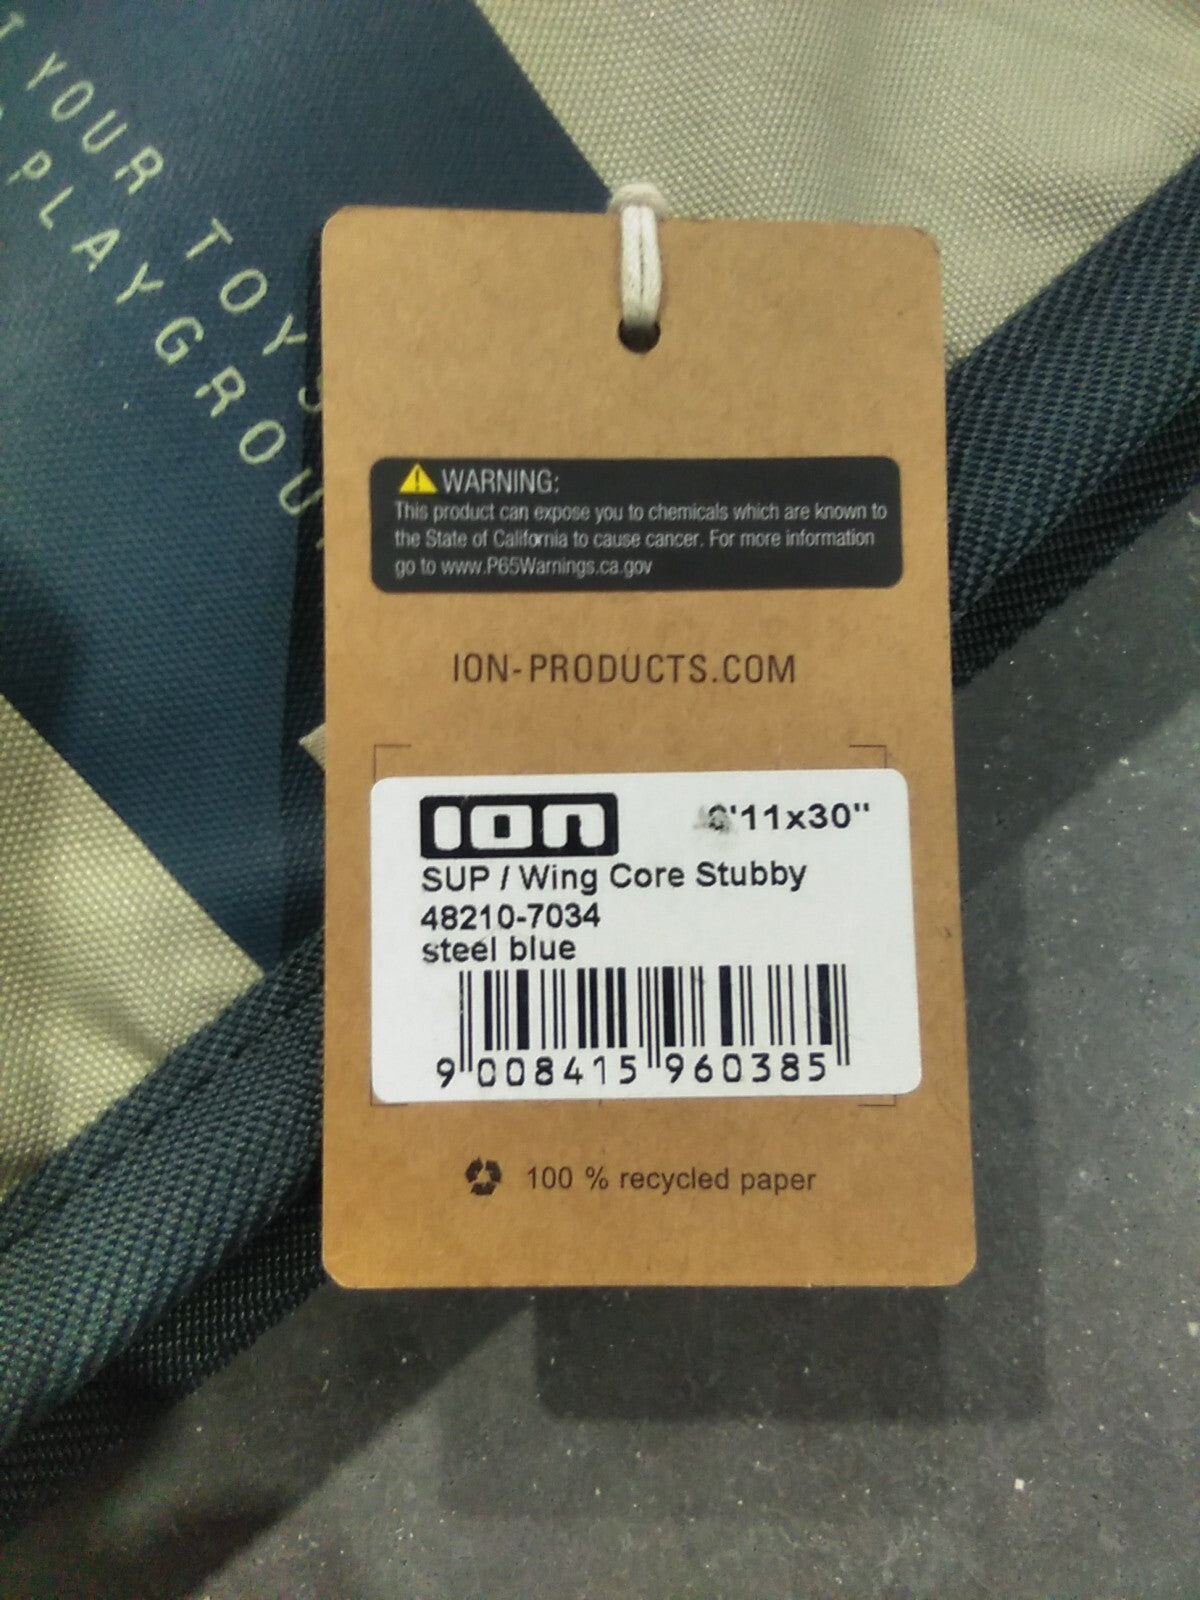 YOUR TOYS
PLAYGROU
WARNING:
This product can expose you to chemicals which are known to
the State of California to cause cancer. For more information
go to www.P65Warnings.ca.gov
ION-PRODUCTS.COM
ion
SUP / Wing Core Stubby
48210-7034
steel blue
9 008415 960385
100 % recycled paper